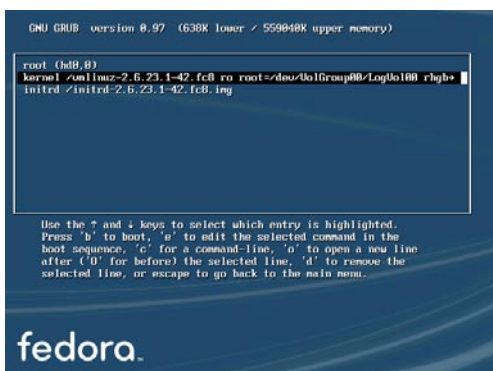 GNU GRUB version 0.97 (638K lower / 559040K upper memory)
root (hd0,0)
kernel /vmlinuz-2.6.23.1-42.fc8 ro root=/dev/VolGroup00/LogVol00 rhgb→
initrd /initrd-2.6.23.1-42.fc8.img
Use the ↑ and ↓ keys to select which entry is highlighted.
Press 'b' to boot, 'e' to edit the selected command in the
boot sequence, 'c' for a command-line, 'o' to open a new line
after ('O' for before) the selected line, 'd' to remove the
selected line, or escape to go back to the main menu.
fedora